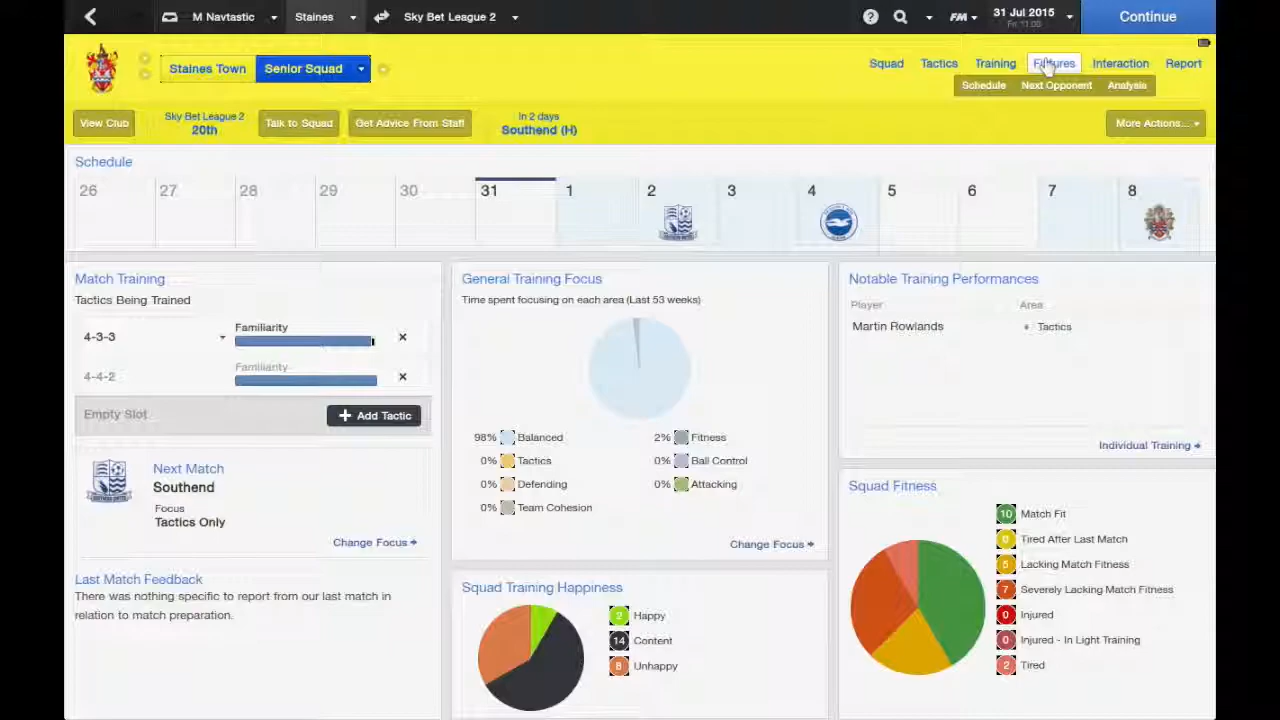 M Navtastic Staines Sky Bet League 2 FM 31 Jul 2015 Continue
Fri 11:00
Staines Town Senior Squad Squad Tactics Training Fixtures Interaction Report
Schedule Next Opponent Analysis
View Club Sky Bet League 2 20th Talk to Squad Get Advice From Staff In 2 days Southend (H) More Actions...
Schedule
26 27 28 29 30 31 1 2 3 4 5 6 7 8
Match Training
Tactics Being Trained
4-3-3 Familiarity
4-4-2 Familiarity
Empty Slot Add Tactic
Next Match
Southend
Focus
Tactics Only
Change Focus
Last Match Feedback
There was nothing specific to report from our last match in
relation to match preparation.
General Training Focus
Time spent focusing on each area (Last 53 weeks)
98% Balanced 2% Fitness
0% Tactics 0% Ball Control
0% Defending 0% Attacking
0% Team Cohesion
Change Focus
Squad Training Happiness
2 Happy
14 Content
8 Unhappy
Notable Training Performances
Player Area
Martin Rowlands Tactics
Individual Training
Squad Fitness
10 Match Fit
0 Tired After Last Match
5 Lacking Match Fitness
7 Severely Lacking Match Fitness
0 Injured
0 Injured - In Light Training
2 Tired